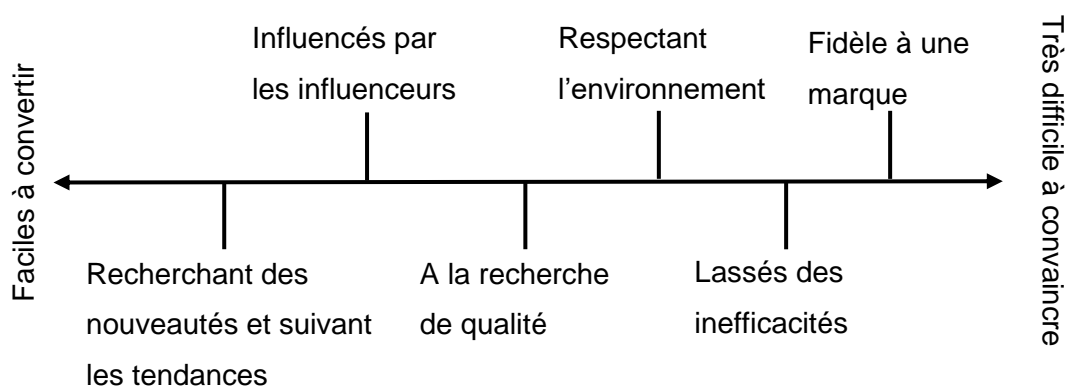 Faciles à convertir
Influencés par
les influenceurs
Respectant
l’environnement
Fidèle à une
marque
Recherchant des
nouveautés et suivant
les tendances
A la recherche
de qualité
Lassés des
inefficacités
Très difficile à convaincre